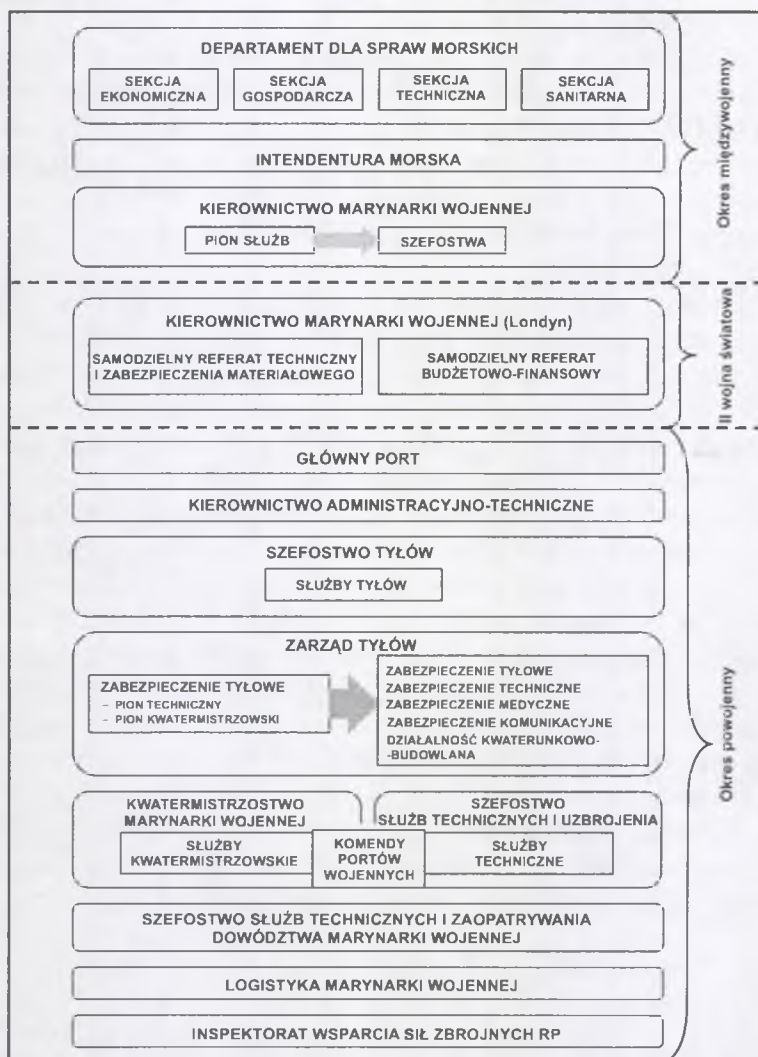 DEPARTAMENT DLA SPRAW MORSKICH
SEKCJA
EKONOMICZNA
SEKCJA
GOSPODARCZA
SEKCJA
TECHNICZNA
SEKCJA
SANITARNA
INTENDENTURA MORSKA
KIEROWNICTWO MARYNARKI WOJENNEJ
PION SŁUŻB
SZEFOSTWA
Okres międzywojenny
KIEROWNICTWO MARYNARKI WOJENNEJ (Londyn)
SAMODZIELNY REFERAT TECHNICZNY
I ZABEZPIECZENIA MATERIAŁOWEGO
SAMODZIELNY REFERAT
BUDŻETOWO-FINANSOWY
II wojna światowa
GŁÓWNY PORT
KIEROWNICTWO ADMINISTRACYJNO-TECHNICZNE
SZEFOSTWO TYŁÓW
SŁUŻBY TYŁÓW
ZARZĄD TYŁÓW
ZABEZPIECZENIE TYŁOWE
– PION TECHNICZNY
– PION KWATERMISTRZOWSKI
ZABEZPIECZENIE TYŁOWE
ZABEZPIECZENIE TECHNICZNE
ZABEZPIECZENIE MEDYCZNE
ZABEZPIECZENIE KOMUNIKACYJNE
DZIAŁALNOŚĆ KWATERUNKOWO-
-BUDOWLANA
KWATERMISTRZOSTWO
MARYNARKI WOJENNEJ
SŁUŻBY
KWATERMISTRZOWSKIE
KOMENDY
PORTÓW
WOJENNYCH
SZEFOSTWO
SŁUŻB TECHNICZNYCH I UZBROJENIA
SŁUŻBY
TECHNICZNE
SZEFOSTWO SŁUŻB TECHNICZNYCH I ZAOPATRYWANIA
DOWÓDZTWA MARYNARKI WOJENNEJ
LOGISTYKA MARYNARKI WOJENNEJ
INSPEKTORAT WSPARCIA SIŁ ZBROJNYCH RP
Okres powojenny